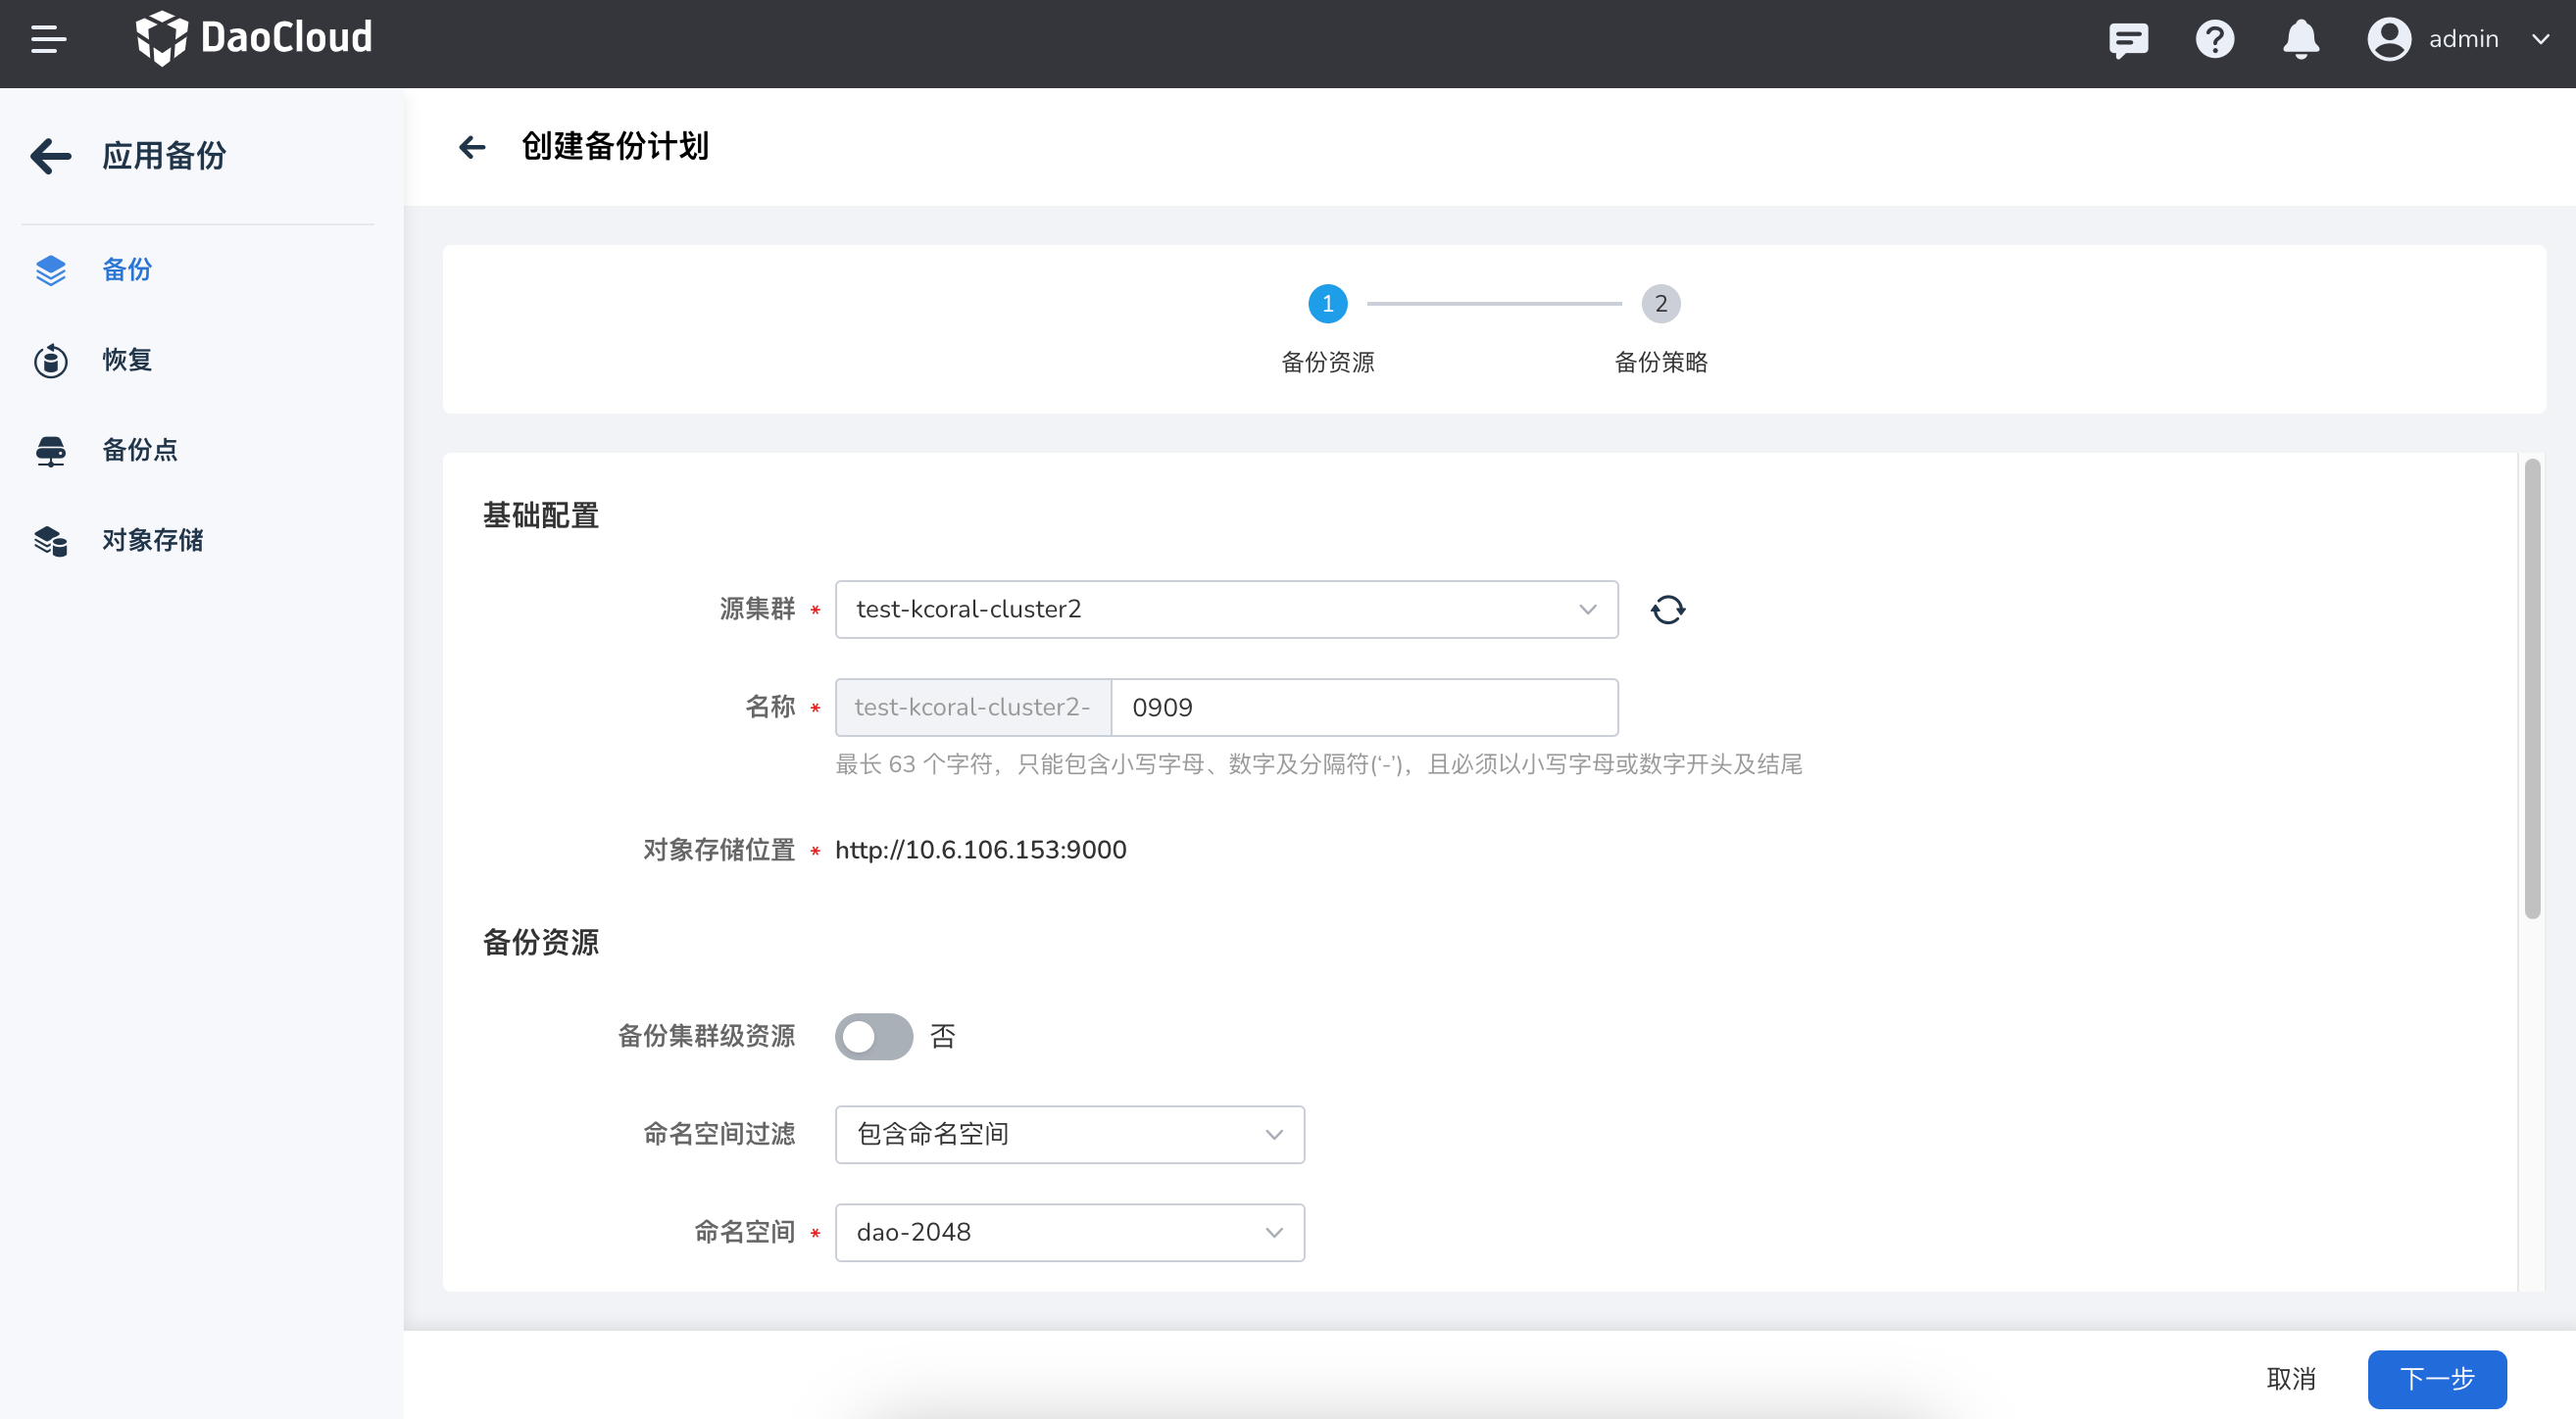 DaoCloud
admin
应用备份
备份
恢复
备份点
对象存储
创建备份计划
1
2
备份资源
备份策略
基础配置
源集群 * test-kcoral-cluster2
名称 * test-kcoral-cluster2- 0909
最长 63 个字符，只能包含小写字母、数字及分隔符(‘-’)，且必须以小写字母或数字开头及结尾
对象存储位置 * http://10.6.106.153:9000
备份资源
备份集群级资源 否
命名空间过滤 包含命名空间
命名空间 * dao-2048
取消
下一步